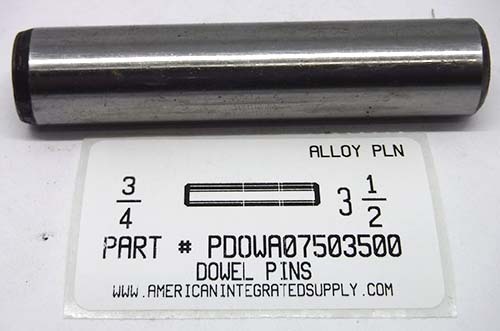 ALLOY PLN
3/4 3 1/2
PART # PDOWA07503500
DOWEL PINS
WWW.AMERICANINTEGRATEDSUPPLY.COM